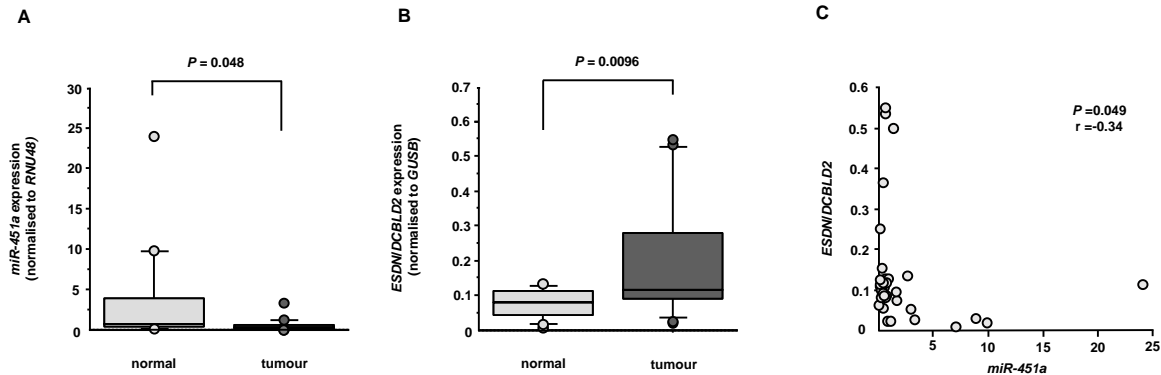 A
P = 0.048
miR-451a expression
(normalised to RNU48)
30
25
20
15
10
5
0
normal
tumour
B
P = 0.0096
ESDN/DCBLD2 expression
(normalised to GUSB)
0.7
0.6
0.5
0.4
0.3
0.2
0.1
0
normal
tumour
C
ESDN/DCBLD2
0.6
0.5
0.4
0.3
0.2
0.1
0
P =0.049
r =-0.34
5
10
15
20
25
miR-451a